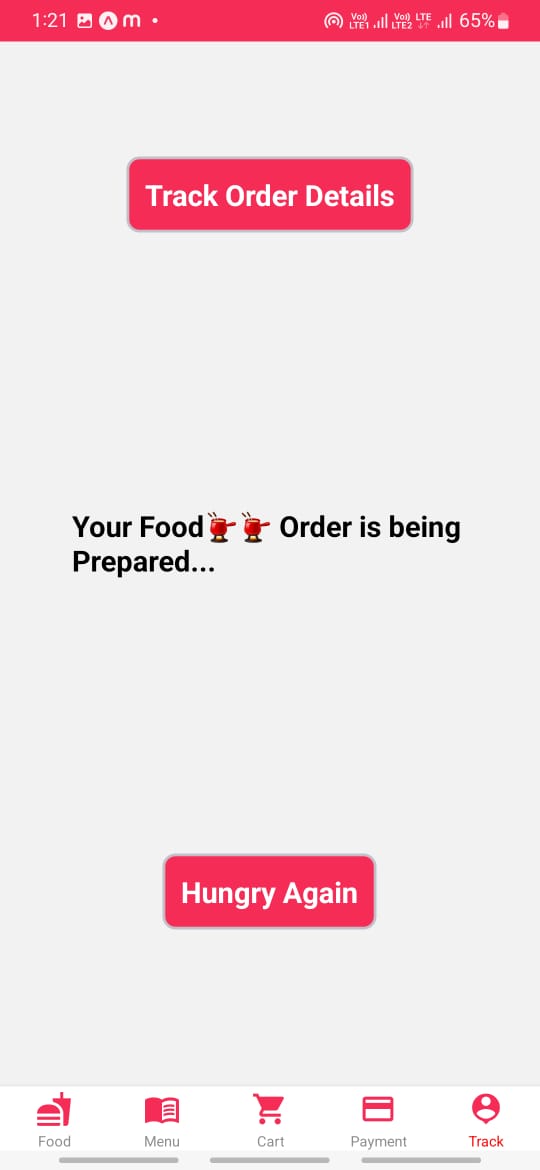 1:21 m • Vo)) LTE1 Vo)) LTE2 LTE 65%
Track Order Details
Your Food Order is being
Prepared...
Hungry Again
Food Menu Cart Payment Track